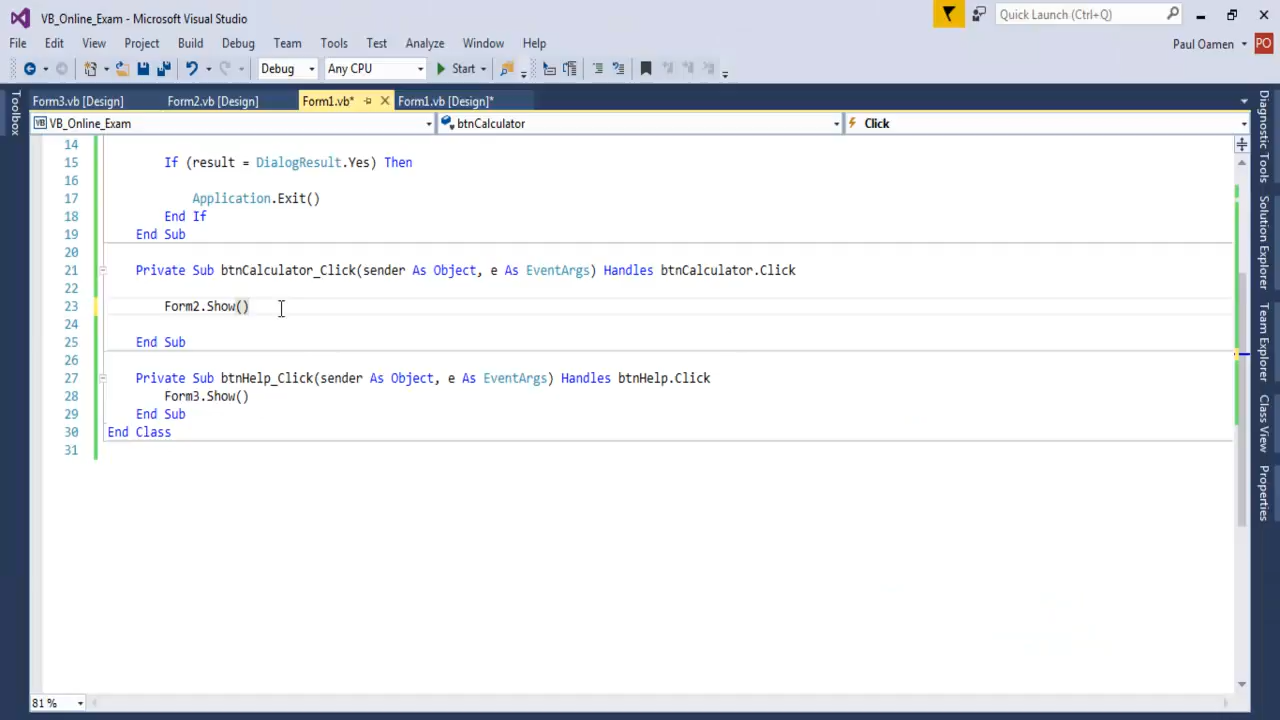 VB_Online_Exam - Microsoft Visual Studio
Quick Launch (Ctrl+Q)
File Edit View Project Build Debug Team Tools Test Analyze Window Help
Paul Oamen
PO
Debug
Any CPU
Start
Toolbox
Form3.vb [Design]
Form2.vb [Design]
Form1.vb*
Form1.vb [Design]*
VB_Online_Exam
btnCalculator
Click
14
15 If (result = DialogResult.Yes) Then
16
17 Application.Exit()
18 End If
19 End Sub
20
21 Private Sub btnCalculator_Click(sender As Object, e As EventArgs) Handles btnCalculator.Click
22
23 Form2.Show()
24
25 End Sub
26
27 Private Sub btnHelp_Click(sender As Object, e As EventArgs) Handles btnHelp.Click
28 Form3.Show()
29 End Sub
30 End Class
31
81 %
Diagnostic Tools
Solution Explorer
Team Explorer
Class View
Properties